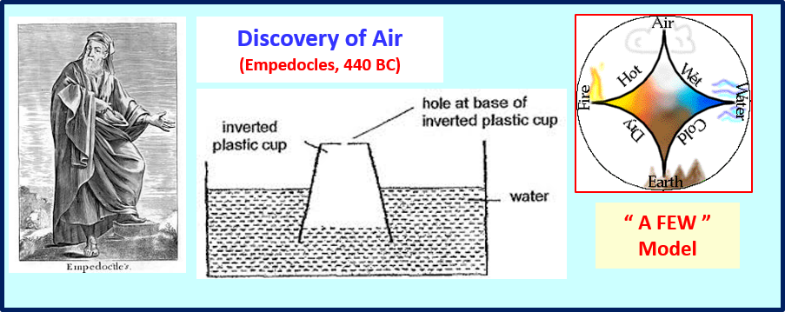 Empedocle's.
Discovery of Air
(Empedocles, 440 BC)
inverted
plastic cup
hole at base of
inverted plastic cup
water
Air
Hot
Wet
Fire
Water
Dry
Cold
Earth
“ A FEW ”
Model